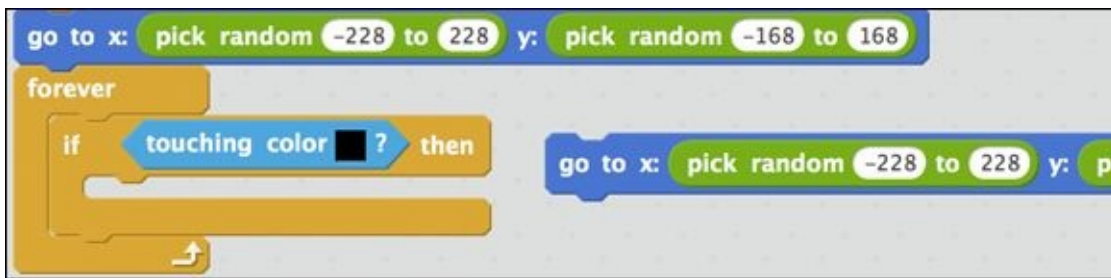 go to x: pick random -228 to 228 y: pick random -168 to 168
forever
if touching color ? then
go to x: pick random -228 to 228 y: p